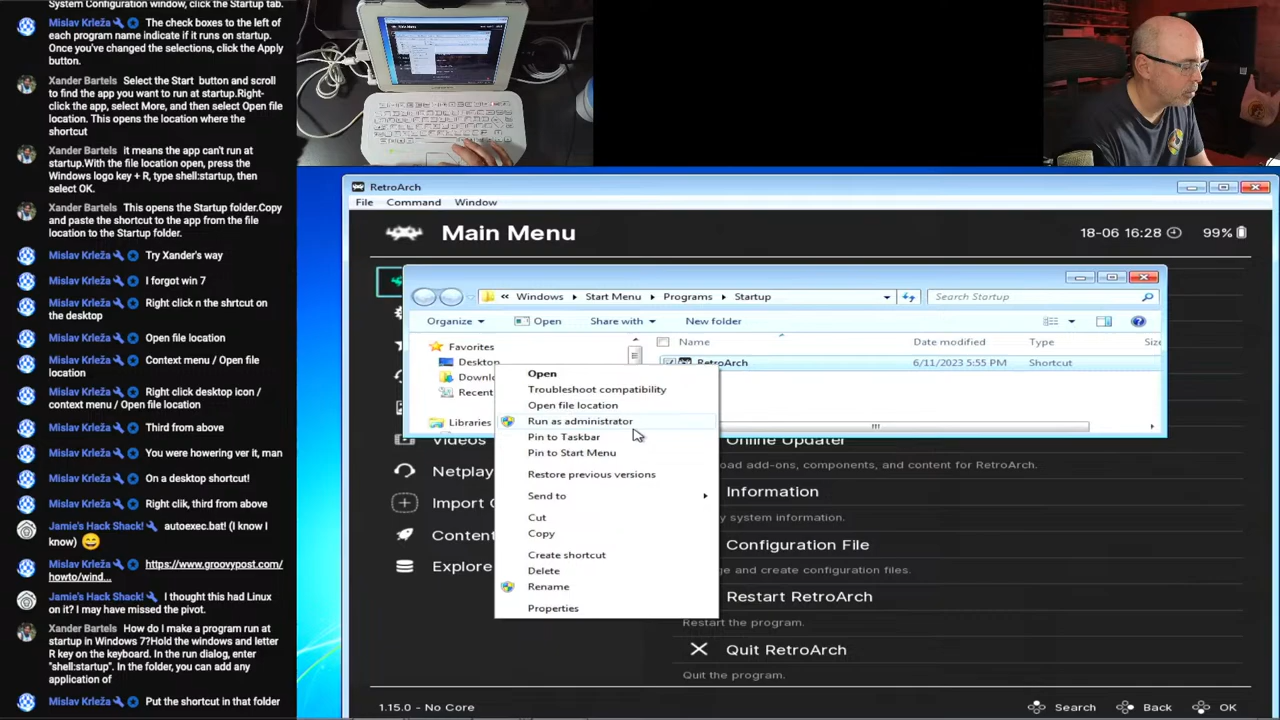 System Configuration window, click the Startup tab.
Mislav Krleža The check boxes to the left of
each program name indicate if it runs on startup.
Once you've changed the selections, click the Apply
button.
Xander Bartels Select the Start button and scroll
to find the app you want to run at startup.Right-
click the app, select More, and then select Open file
location. This opens the location where the
shortcut
Xander Bartels it means the app can't run at
startup.With the file location open, press the
Windows logo key + R, type shell:startup, then
select OK.
Xander Bartels This opens the Startup folder.Copy
and paste the shortcut to the app from the file
location to the Startup folder.
Mislav Krleža Try Xander's way
Mislav Krleža I forgot win 7
Mislav Krleža Right click n the shrtcut on
the desktop
Mislav Krleža Open file location
Mislav Krleža Context menu / Open file
location
Mislav Krleža Right click desktop icon /
context menu / Open file location
Mislav Krleža Third from above
Mislav Krleža You were howering ver it, man
Mislav Krleža On a desktop shortcut!
Mislav Krleža Right clik, third from above
Jamie's Hack Shack! autoexec.bat! (I know I
know)
Mislav Krleža https://www.groovypost.com/
howto/wind...
Jamie's Hack Shack! I thought this had Linux
on it? I may have missed the pivot.
Xander Bartels How do I make a program run at
startup in Windows 7??Hold the windows and letter
R key on the keyboard. In the run dialog, enter
"shell:startup". In the folder, you can add any
application of
Mislav Krleža Put the shortcut in that folder
RetroArch
File Command Window
Main Menu
18-06 16:28 99%
« Windows Start Menu Programs Startup
Search Startup
Organize Open Share with New folder
Favorites
Desktop
Downl
Recent
Libraries
Name Date modified Type Size
RetroArch 6/11/2023 5:55 PM Shortcut
Open
Troubleshoot compatibility
Open file location
Run as administrator
Pin to Taskbar
Pin to Start Menu
Restore previous versions
Send to
Cut
Copy
Create shortcut
Delete
Rename
Properties
Videos
Netplay
Import C
Content
Explore
Online Updater
load add-ons, components, and content for RetroArch.
Information
y system information.
Configuration File
ge and create configuration files.
Restart RetroArch
Restart the program.
Quit RetroArch
Quit the program.
1.15.0 - No Core
Search Back OK